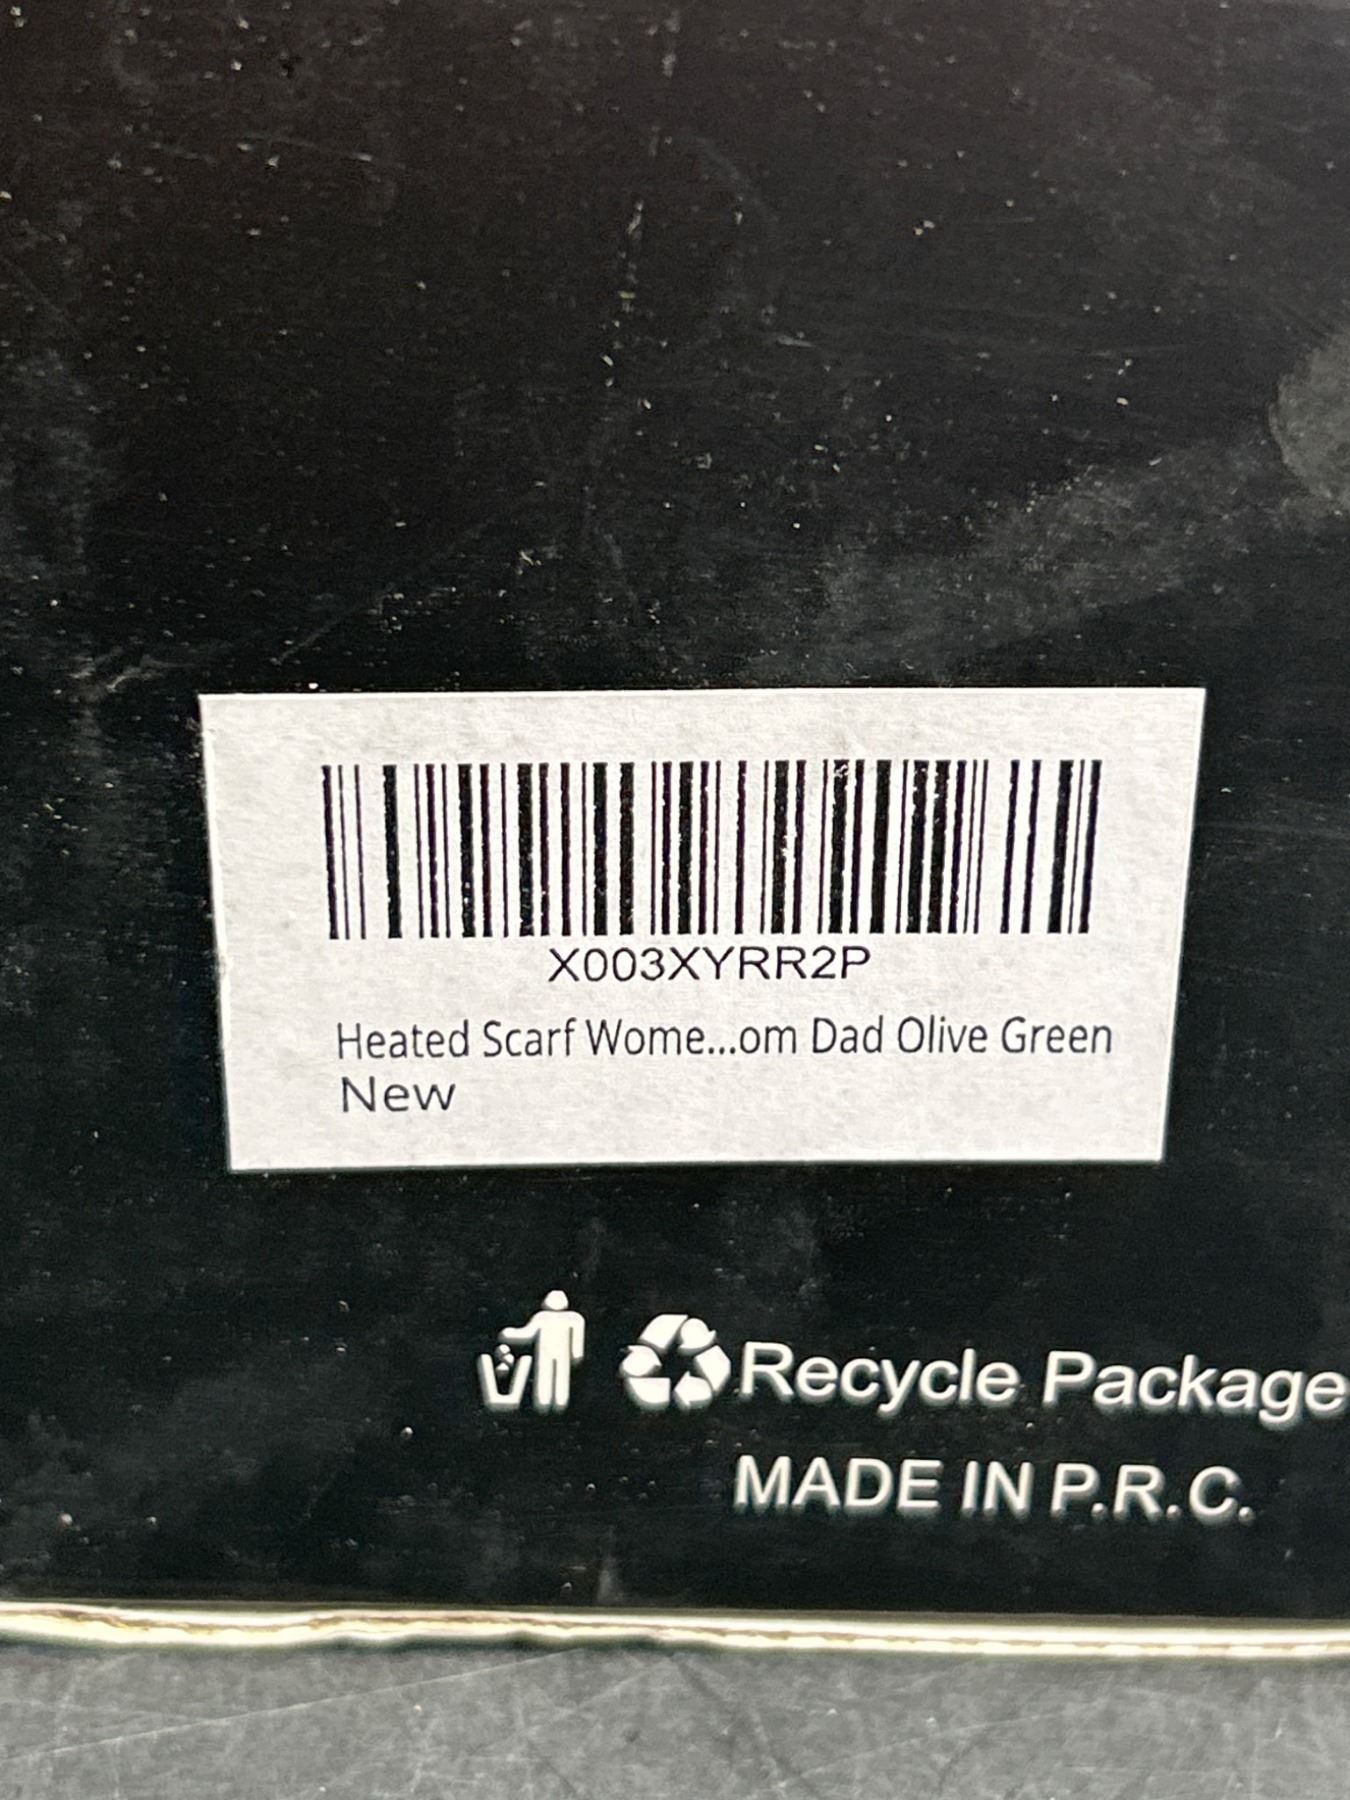 X003XYRR2P
Heated Scarf Wome...om Dad Olive Green
New
Recycle Package
MADE IN P.R.C.